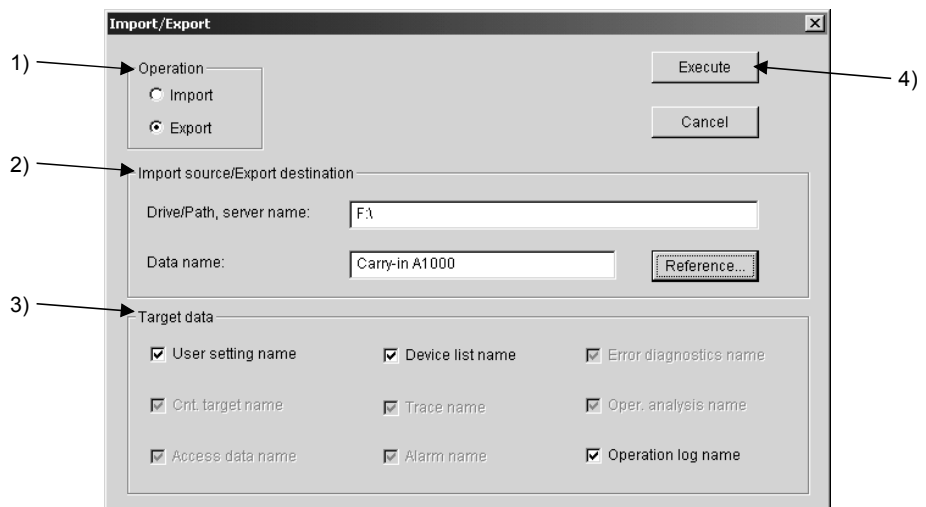 Import/Export
1)
Operation
Import
Export
Execute
4)
Cancel
2)
Import source/Export destination
Drive/Path, server name:
F:\
Data name:
Carry-in A1000
Reference...
3)
Target data
User setting name
Device list name
Error diagnostics name
Cnt. target name
Trace name
Oper. analysis name
Access data name
Alarm name
Operation log name